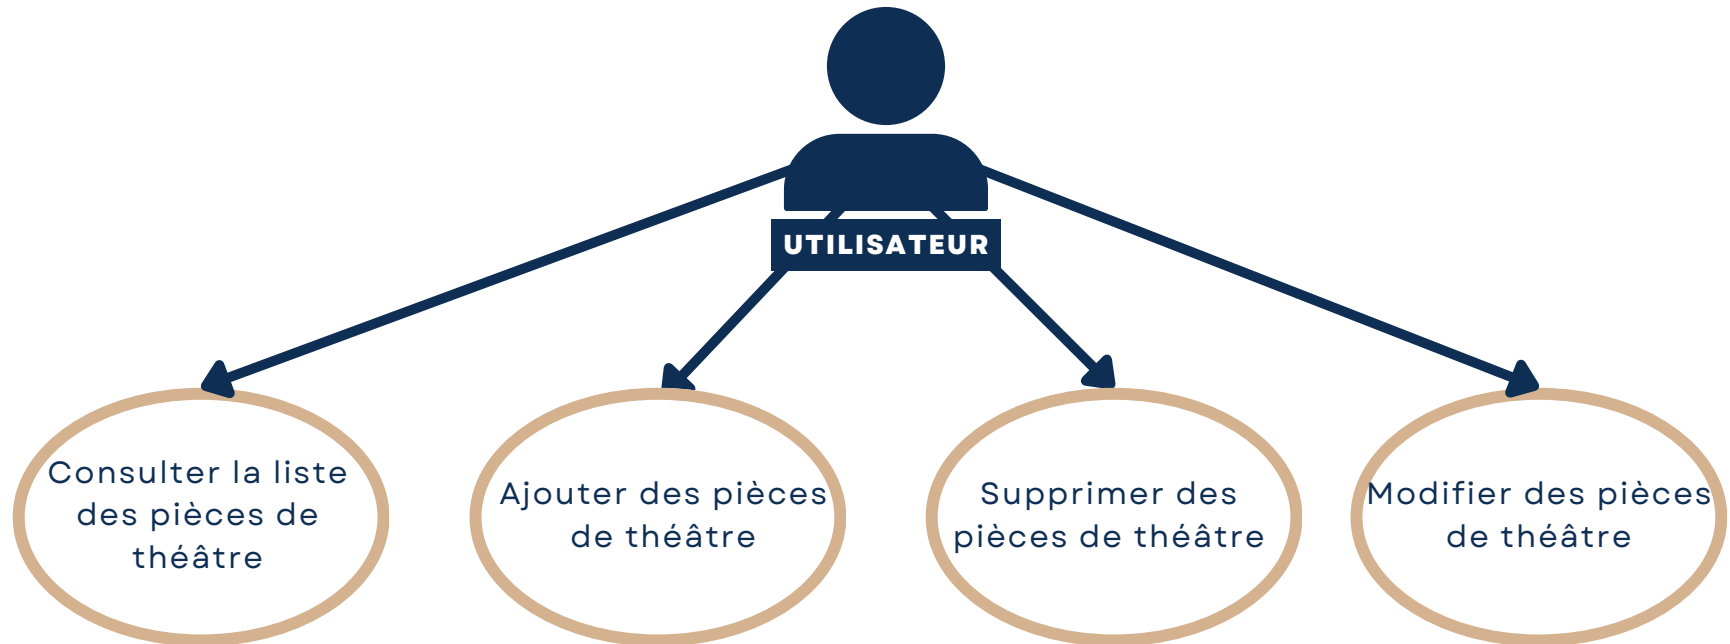 UTILISATEUR
Consulter la liste
des pièces de
théâtre
Ajouter des pièces
de théâtre
Supprimer des
pièces de théâtre
Modifier des pièces
de théâtre